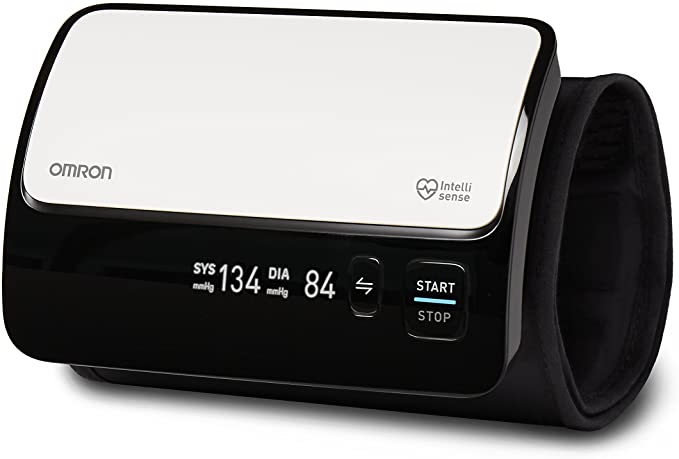 OMRON
Intelli
sense
SYS 134 DIA 84
mmHg mmHg
START
STOP